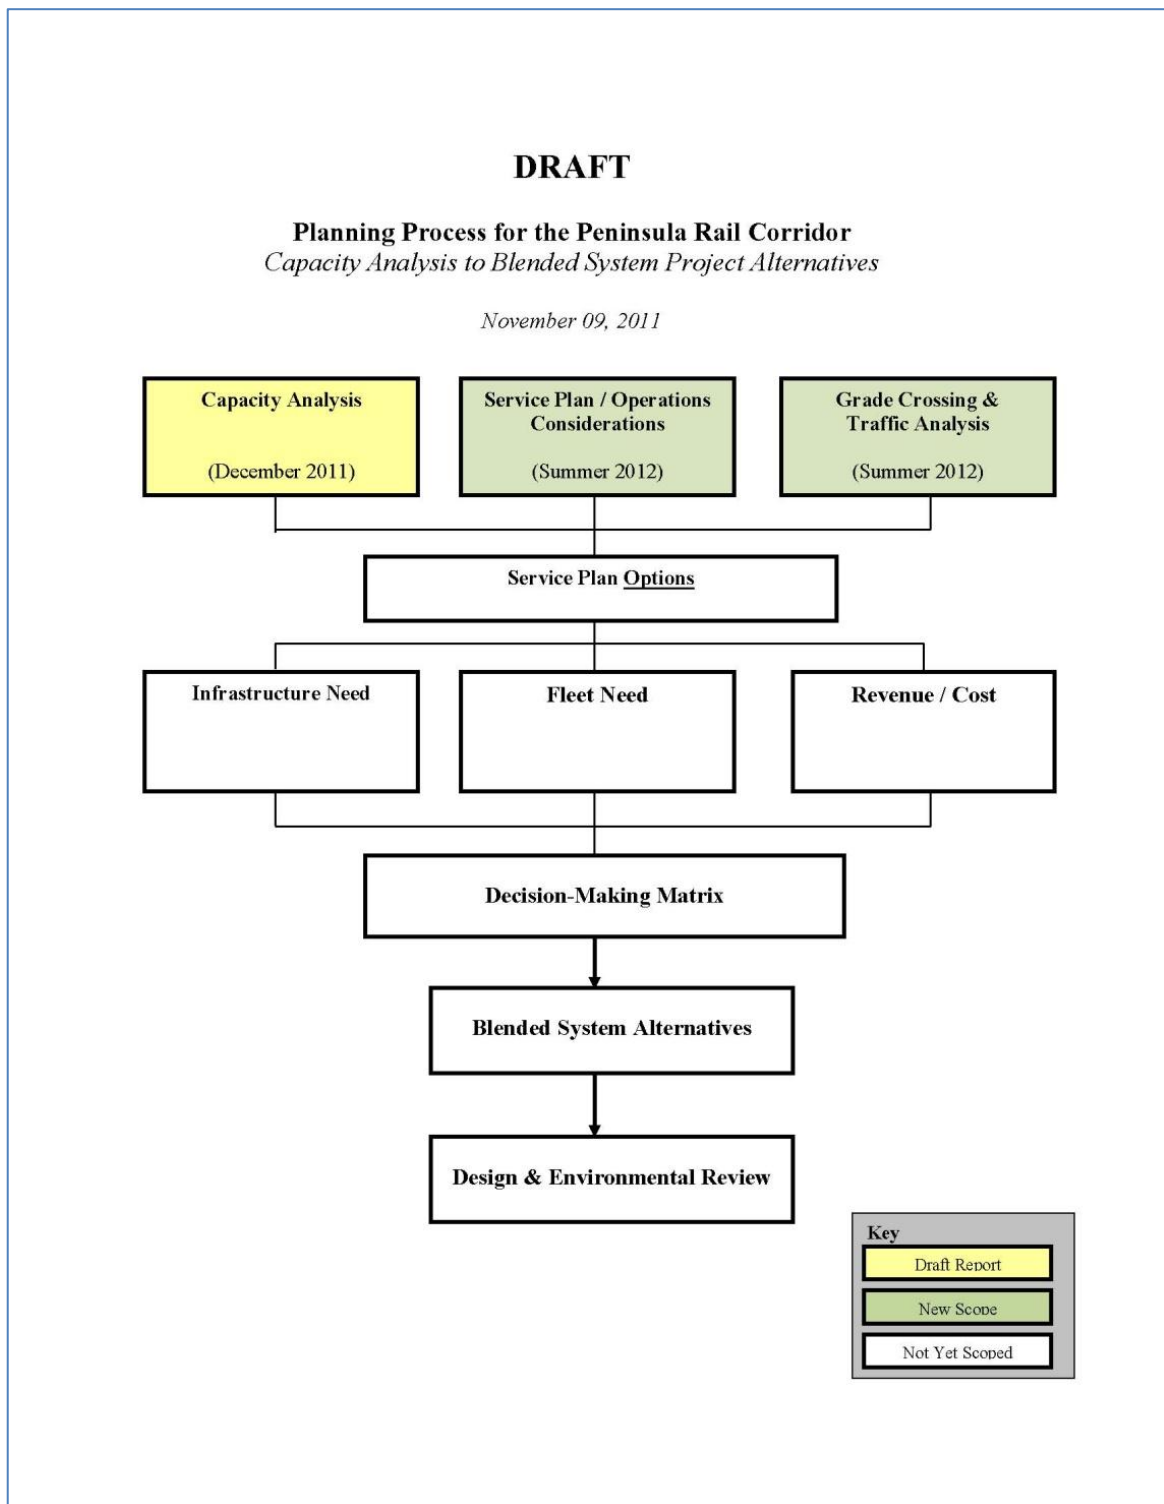 DRAFT
Planning Process for the Peninsula Rail Corridor
Capacity Analysis to Blended System Project Alternatives
November 09, 2011
Capacity Analysis
(December 2011)
Service Plan / Operations
Considerations
(Summer 2012)
Grade Crossing &
Traffic Analysis
(Summer 2012)
Service Plan Options
Infrastructure Need
Fleet Need
Revenue / Cost
Decision-Making Matrix
Blended System Alternatives
Design & Environmental Review
Key
Draft Report
New Scope
Not Yet Scoped